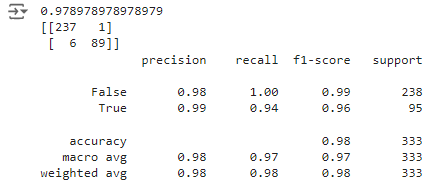 0.978978978978979
[[237   1]
 [  6  89]]
              precision    recall  f1-score   support

       False       0.98      1.00      0.99       238
        True       0.99      0.94      0.96        95

    accuracy                           0.98       333
   macro avg       0.98      0.97      0.97       333
weighted avg       0.98      0.98      0.98       333